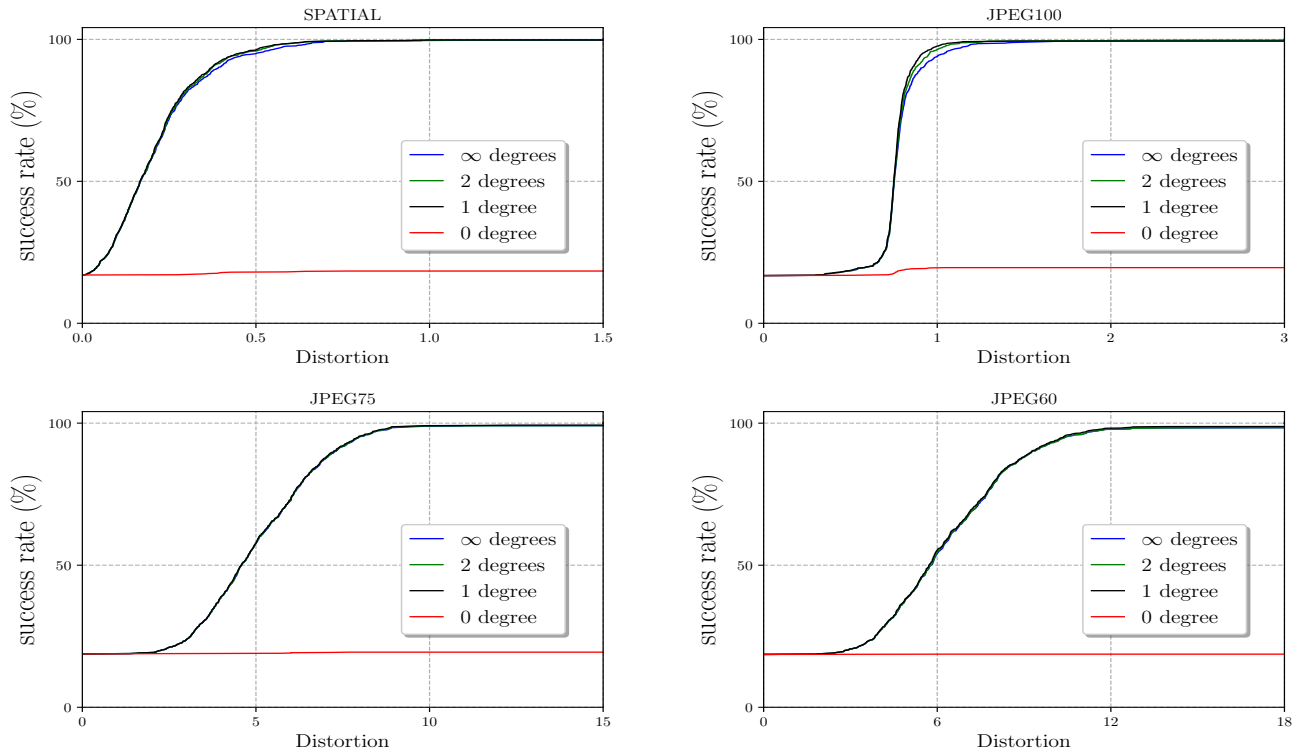 SPATIAL
success rate (%)
100
50
0
0.0 0.5 1.0 1.5
Distortion
∞ degrees
2 degrees
1 degree
0 degree
JPEG100
success rate (%)
100
50
0
0 1 2 3
Distortion
∞ degrees
2 degrees
1 degree
0 degree
JPEG75
success rate (%)
100
50
0
0 5 10 15
Distortion
∞ degrees
2 degrees
1 degree
0 degree
JPEG60
success rate (%)
100
50
0
0 6 12 18
Distortion
∞ degrees
2 degrees
1 degree
0 degree